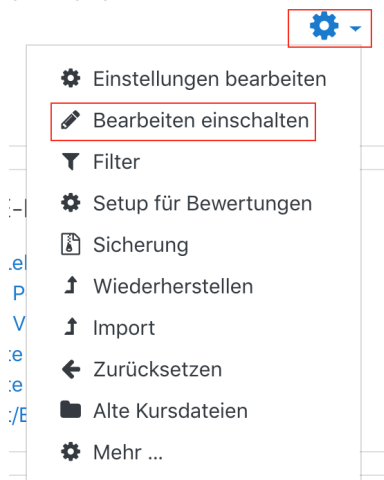 Einstellungen bearbeiten
Bearbeiten einschalten
Filter
Setup für Bewertungen
Sicherung
Wiederherstellen
Import
Zurücksetzen
Alte Kursdateien
Mehr ...